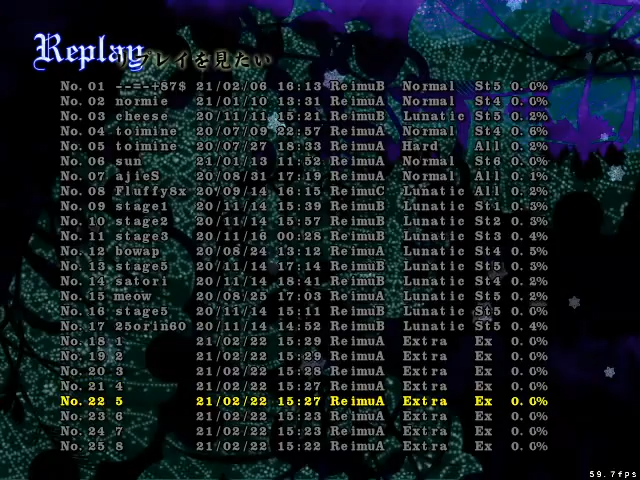 Replay リプレイを見たい
No. 01 ----+87$ 21/02/06 16:13 ReimuB Normal St5 0.0%
No. 02 normie 21/01/10 13:31 ReimuA Normal St4 0.0%
No. 03 cheese 20/11/11 15:21 ReimuB Lunatic St5 0.2%
No. 04 toimine 20/07/09 22:57 ReimuA Normal St4 0.6%
No. 05 toimine 20/07/27 18:33 ReimuA Hard All 0.2%
No. 06 sun 21/01/13 11:52 ReimuA Normal St6 0.0%
No. 07 ajieS 20/08/31 17:19 ReimuA Normal All 0.1%
No. 08 Fluffy8x 20/09/14 16:15 ReimuC Lunatic All 0.2%
No. 09 stage1 20/11/14 15:39 ReimuB Lunatic St1 0.3%
No. 10 stage2 20/11/14 15:57 ReimuB Lunatic St2 0.3%
No. 11 stage3 20/11/16 00:28 ReimuB Lunatic St3 0.4%
No. 12 bowap 20/08/24 13:12 ReimuA Lunatic St4 0.5%
No. 13 stage5 20/11/14 17:14 ReimuB Lunatic St5 0.3%
No. 14 satori 20/11/14 18:41 ReimuB Lunatic St4 0.2%
No. 15 meow 20/08/25 17:03 ReimuA Lunatic St5 0.2%
No. 16 stage5 20/11/14 15:11 ReimuB Lunatic St5 0.0%
No. 17 25orin60 20/11/14 14:52 ReimuB Lunatic St5 0.4%
No. 18 1 21/02/22 15:29 ReimuA Extra Ex 0.0%
No. 19 2 21/02/22 15:29 ReimuA Extra Ex 0.0%
No. 20 3 21/02/22 15:28 ReimuA Extra Ex 0.0%
No. 21 4 21/02/22 15:27 ReimuA Extra Ex 0.0%
No. 22 5 21/02/22 15:27 ReimuA Extra Ex 0.0%
No. 23 6 21/02/22 15:23 ReimuA Extra Ex 0.0%
No. 24 7 21/02/22 15:23 ReimuA Extra Ex 0.0%
No. 25 8 21/02/22 15:22 ReimuA Extra Ex 0.0%
59.7fps